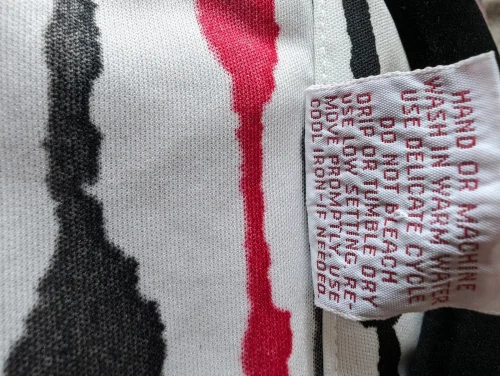 HAND OR MACHINE
WASH IN WARM WATER
USE DELICATE CYCLE
DO NOT BLEACH
DRIP OR TUMBLE DRY
USE LOW SETTING RE-
MOVE PROMPTLY USE
COOL IRON IF NEEDED